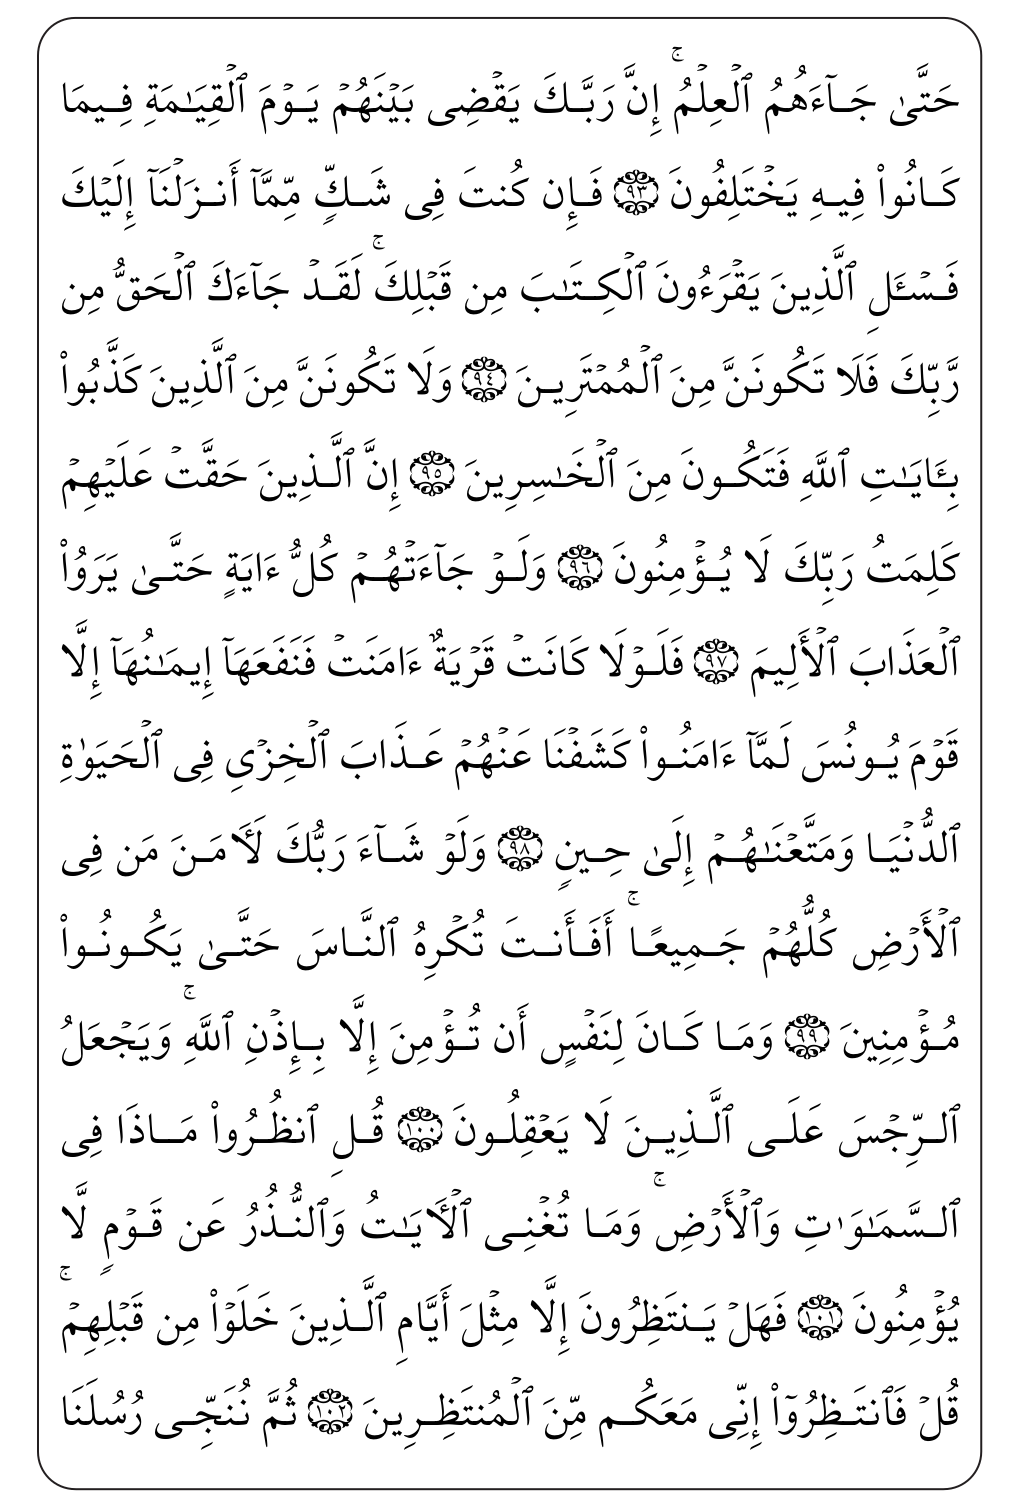 حَتَّىٰ جَآءَهُمُ ٱلْعِلْمُ ۚ إِنَّ رَبَّكَ يَقْضِى بَيْنَهُمْ يَوْمَ ٱلْقِيَـٰمَةِ فِيمَا
كَانُوا۟ فِيهِ يَخْتَلِفُونَ ٩٣ فَإِن كُنتَ فِى شَكٍّ مِّمَّآ أَنزَلْنَآ إِلَيْكَ
فَسْـَٔلِ ٱلَّذِينَ يَقْرَءُونَ ٱلْكِتَـٰبَ مِن قَبْلِكَ ۚ لَقَدْ جَآءَكَ ٱلْحَقُّ مِن
رَّبِّكَ فَلَا تَكُونَنَّ مِنَ ٱلْمُمْتَرِينَ ٩٤ وَلَا تَكُونَنَّ مِنَ ٱلَّذِينَ كَذَّبُوا۟
بِـَٔايَـٰتِ ٱللَّهِ فَتَكُونَ مِنَ ٱلْخَـٰسِرِينَ ٩٥ إِنَّ ٱلَّذِينَ حَقَّتْ عَلَيْهِمْ
كَلِمَتُ رَبِّكَ لَا يُؤْمِنُونَ ٩٦ وَلَوْ جَآءَتْهُمْ كُلُّ ءَايَةٍ حَتَّىٰ يَرَوُا۟
ٱلْعَذَابَ ٱلْأَلِيمَ ٩٧ فَلَوْلَا كَانَتْ قَرْيَةٌ ءَامَنَتْ فَنَفَعَهَآ إِيمَـٰنُهَآ إِلَّا
قَوْمَ يُونُسَ لَمَّآ ءَامَنُوا۟ كَشَفْنَا عَنْهُمْ عَذَابَ ٱلْخِزْىِ فِى ٱلْحَيَوٰةِ
ٱلدُّنْيَا وَمَتَّعْنَـٰهُمْ إِلَىٰ حِينٍ ٩٨ وَلَوْ شَآءَ رَبُّكَ لَـَٔامَنَ مَن فِى
ٱلْأَرْضِ كُلُّهُمْ جَمِيعًا ۚ أَفَأَنتَ تُكْرِهُ ٱلنَّاسَ حَتَّىٰ يَكُونُوا۟
مُؤْمِنِينَ ٩٩ وَمَا كَانَ لِنَفْسٍ أَن تُؤْمِنَ إِلَّا بِإِذْنِ ٱللَّهِ ۚ وَيَجْعَلُ
ٱلرِّجْسَ عَلَى ٱلَّذِينَ لَا يَعْقِلُونَ ١٠٠ قُلِ ٱنظُرُوا۟ مَاذَا فِى
ٱلسَّمَـٰوَٰتِ وَٱلْأَرْضِ ۚ وَمَا تُغْنِى ٱلْـَٔايَـٰتُ وَٱلنُّذُرُ عَن قَوْمٍ لَّا
يُؤْمِنُونَ ١٠١ فَهَلْ يَنتَظِرُونَ إِلَّا مِثْلَ أَيَّامِ ٱلَّذِينَ خَلَوْا۟ مِن قَبْلِهِمْ ۚ
قُلْ فَٱنتَظِرُوٓا۟ إِنِّى مَعَكُم مِّنَ ٱلْمُنتَظِرِينَ ١٠٢ ثُمَّ نُنَجِّى رُسُلَنَا